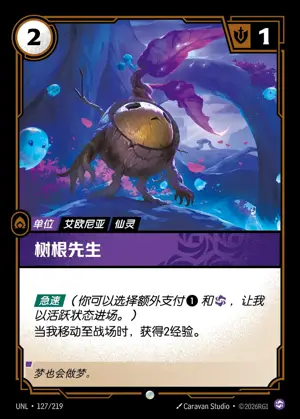 2
1
单位 艾欧尼亚 仙灵
树根先生
急速 (你可以选择额外支付1和，让我
以活跃状态进场。)
当我移动至战场时，获得2经验。
梦也会做梦。
UNL • 127/219
Caravan Studio • ©2026RGI